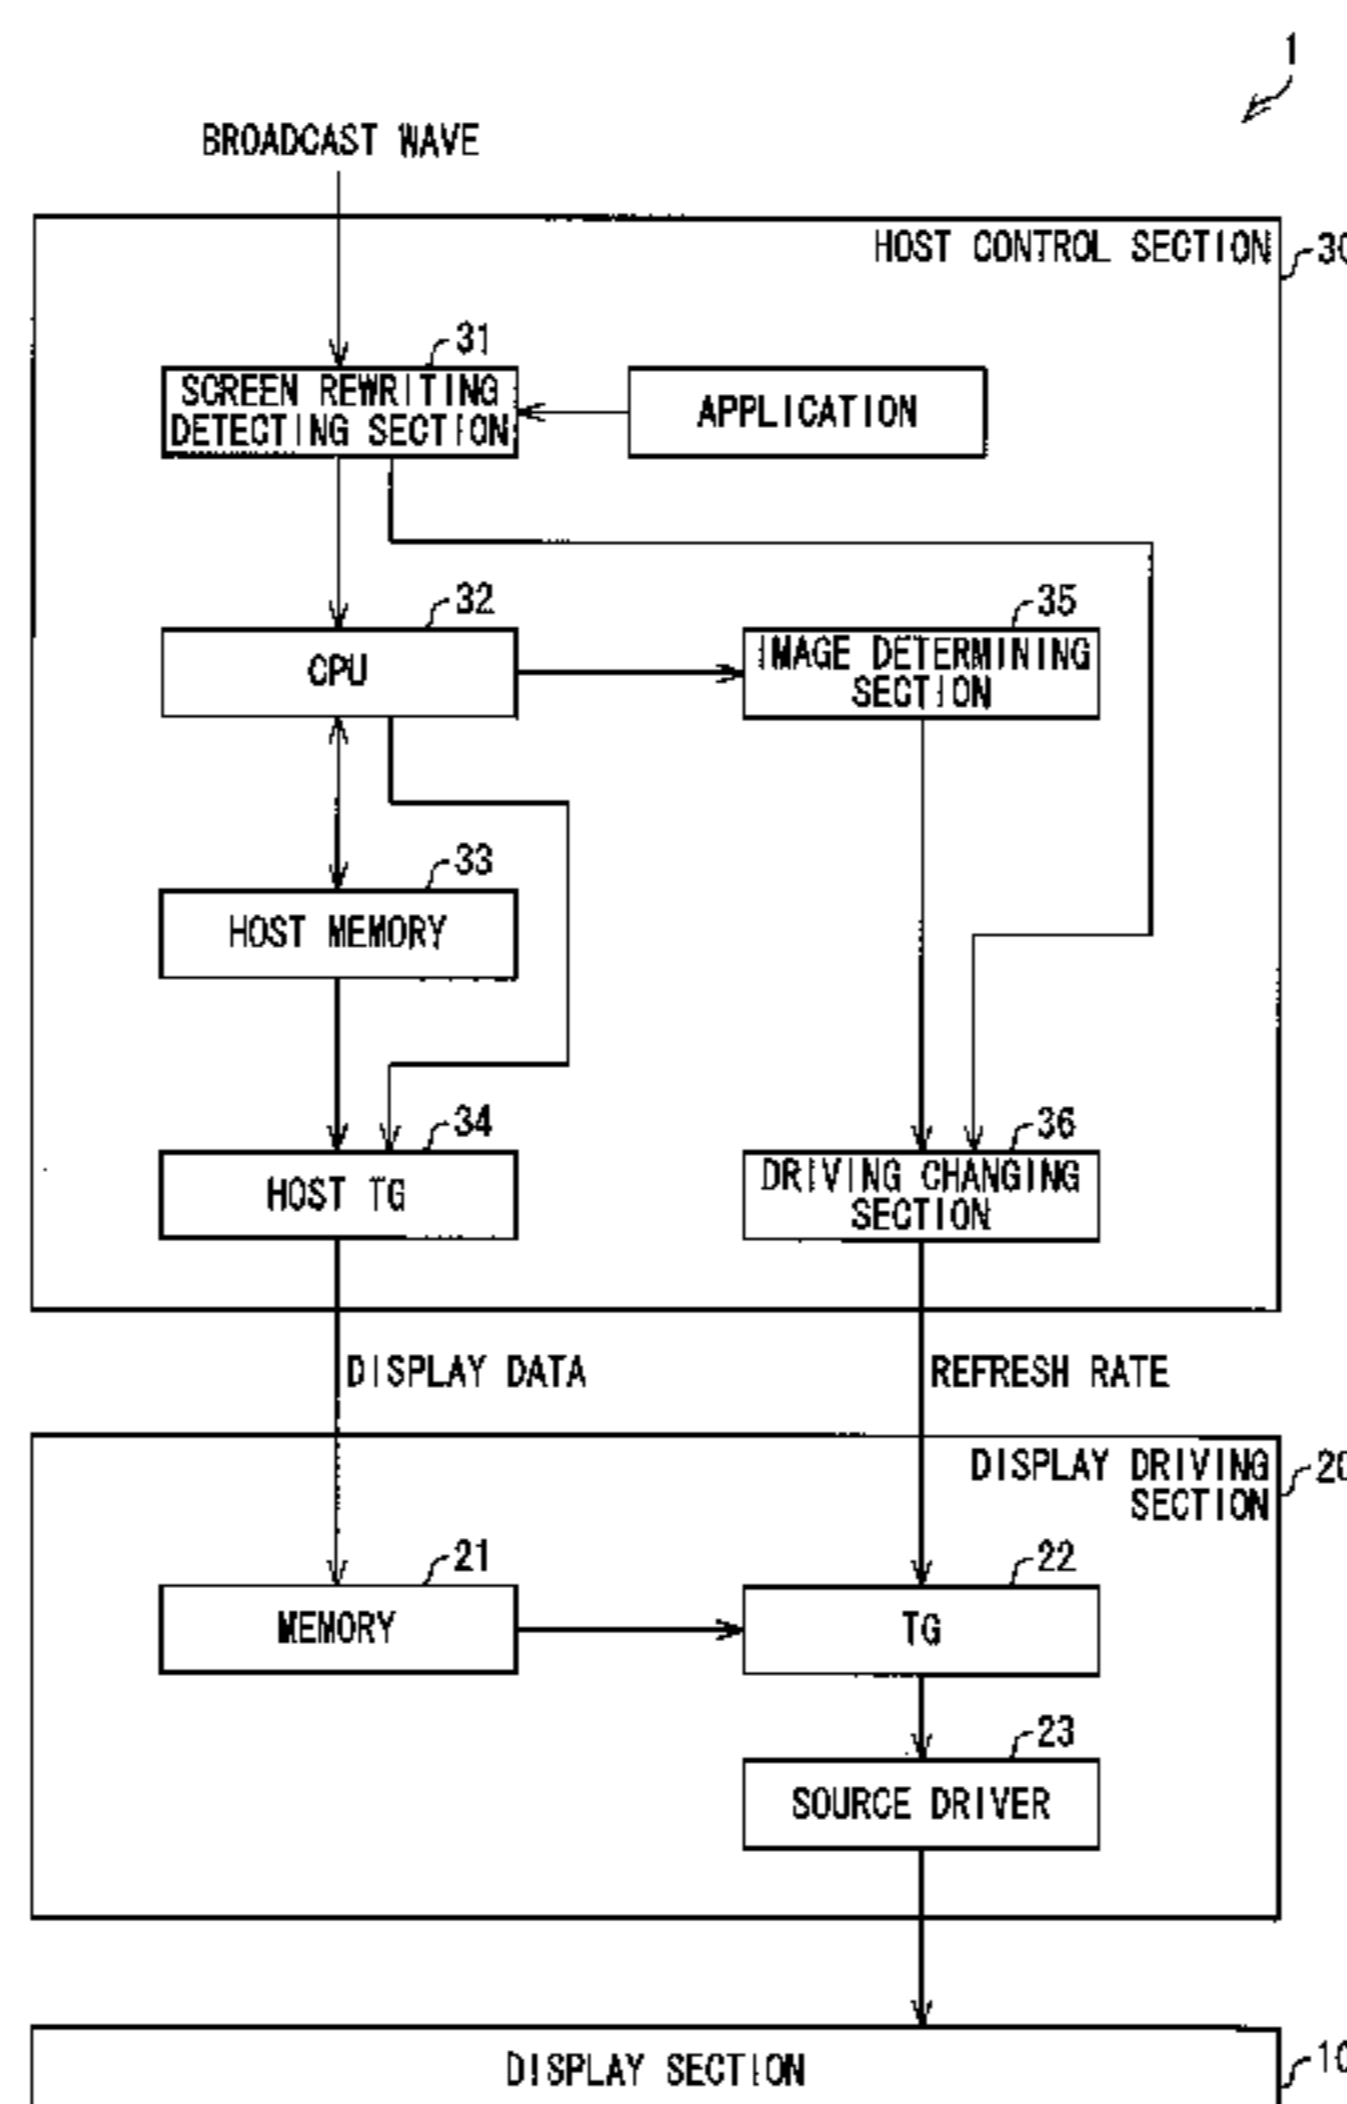 1
BROADCAST WAVE
HOST CONTROL SECTION
30
31
SCREEN REWRITING
DETECTING SECTION
APPLICATION
32
CPU
35
IMAGE DETERMINING
SECTION
33
HOST MEMORY
34
HOST TG
36
DRIVING CHANGING
SECTION
DISPLAY DATA
REFRESH RATE
DISPLAY DRIVING
SECTION
20
21
MEMORY
22
TG
23
SOURCE DRIVER
DISPLAY SECTION
10